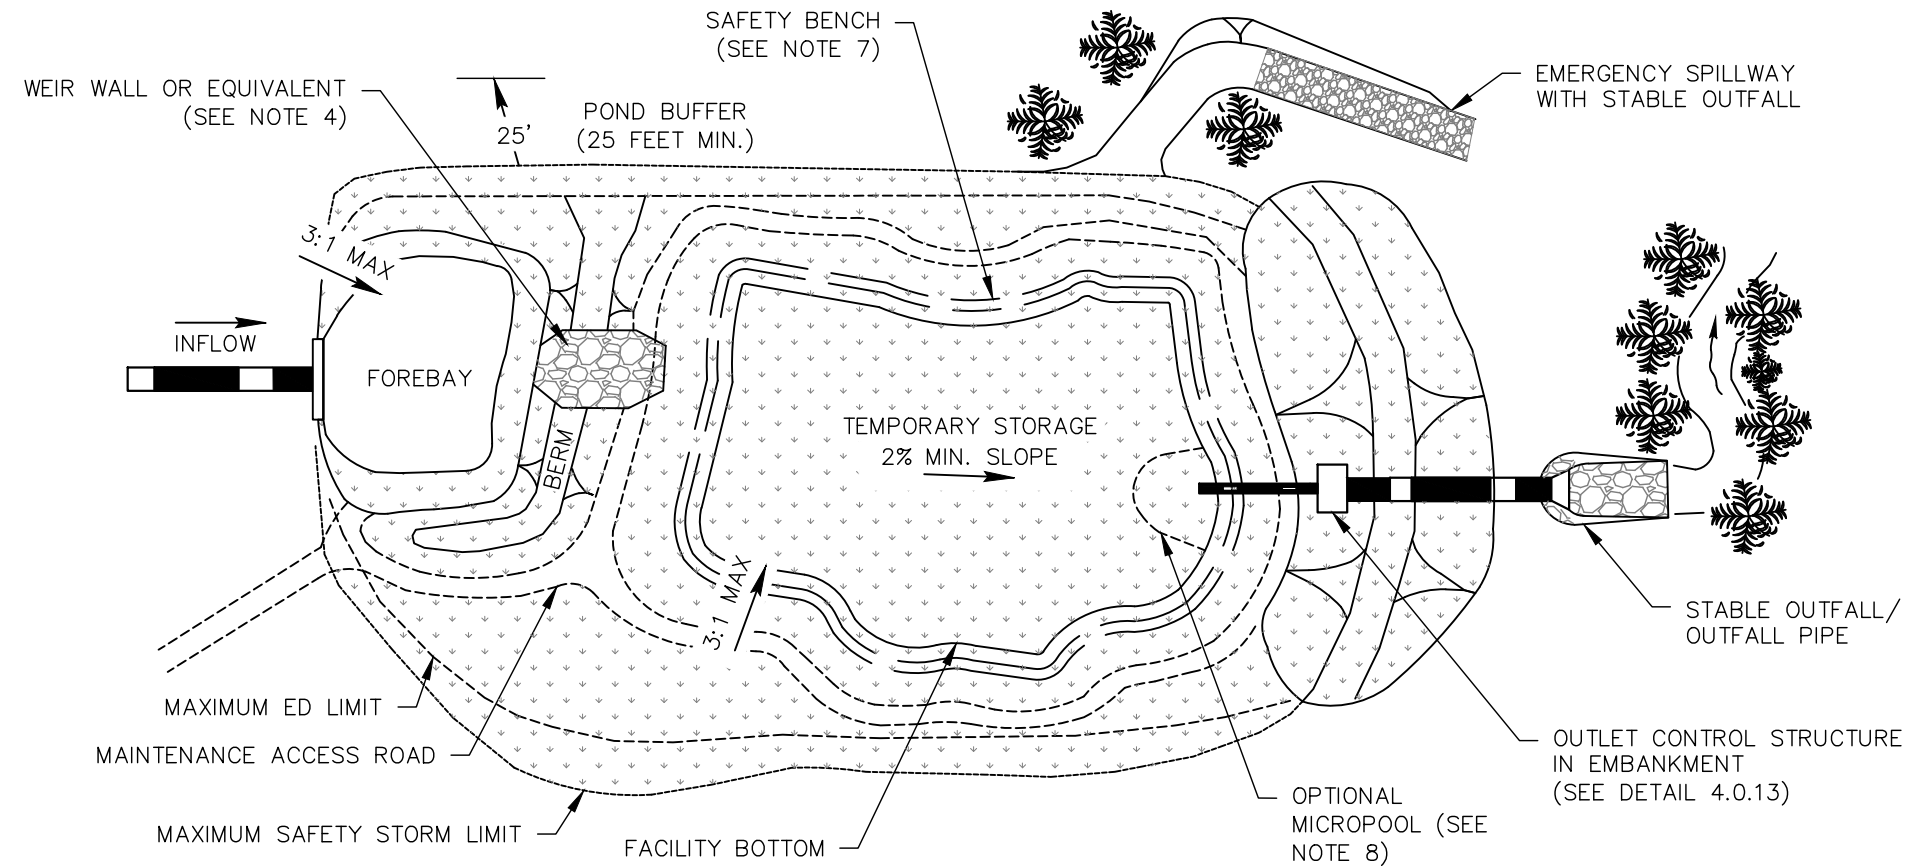 SAFETY BENCH
(SEE NOTE 7)
WEIR WALL OR EQUIVALENT
(SEE NOTE 4)
25'
POND BUFFER
(25 FEET MIN.)
EMERGENCY SPILLWAY
WITH STABLE OUTFALL
3:1 MAX
INFLOW
FOREBAY
BERM
TEMPORARY STORAGE
2% MIN. SLOPE
3:1 MAX
STABLE OUTFALL/
OUTFALL PIPE
MAXIMUM ED LIMIT
MAINTENANCE ACCESS ROAD
MAXIMUM SAFETY STORM LIMIT
FACILITY BOTTOM
OPTIONAL
MICROPOOL (SEE
NOTE 8)
OUTLET CONTROL STRUCTURE
IN EMBANKMENT
(SEE DETAIL 4.0.13)